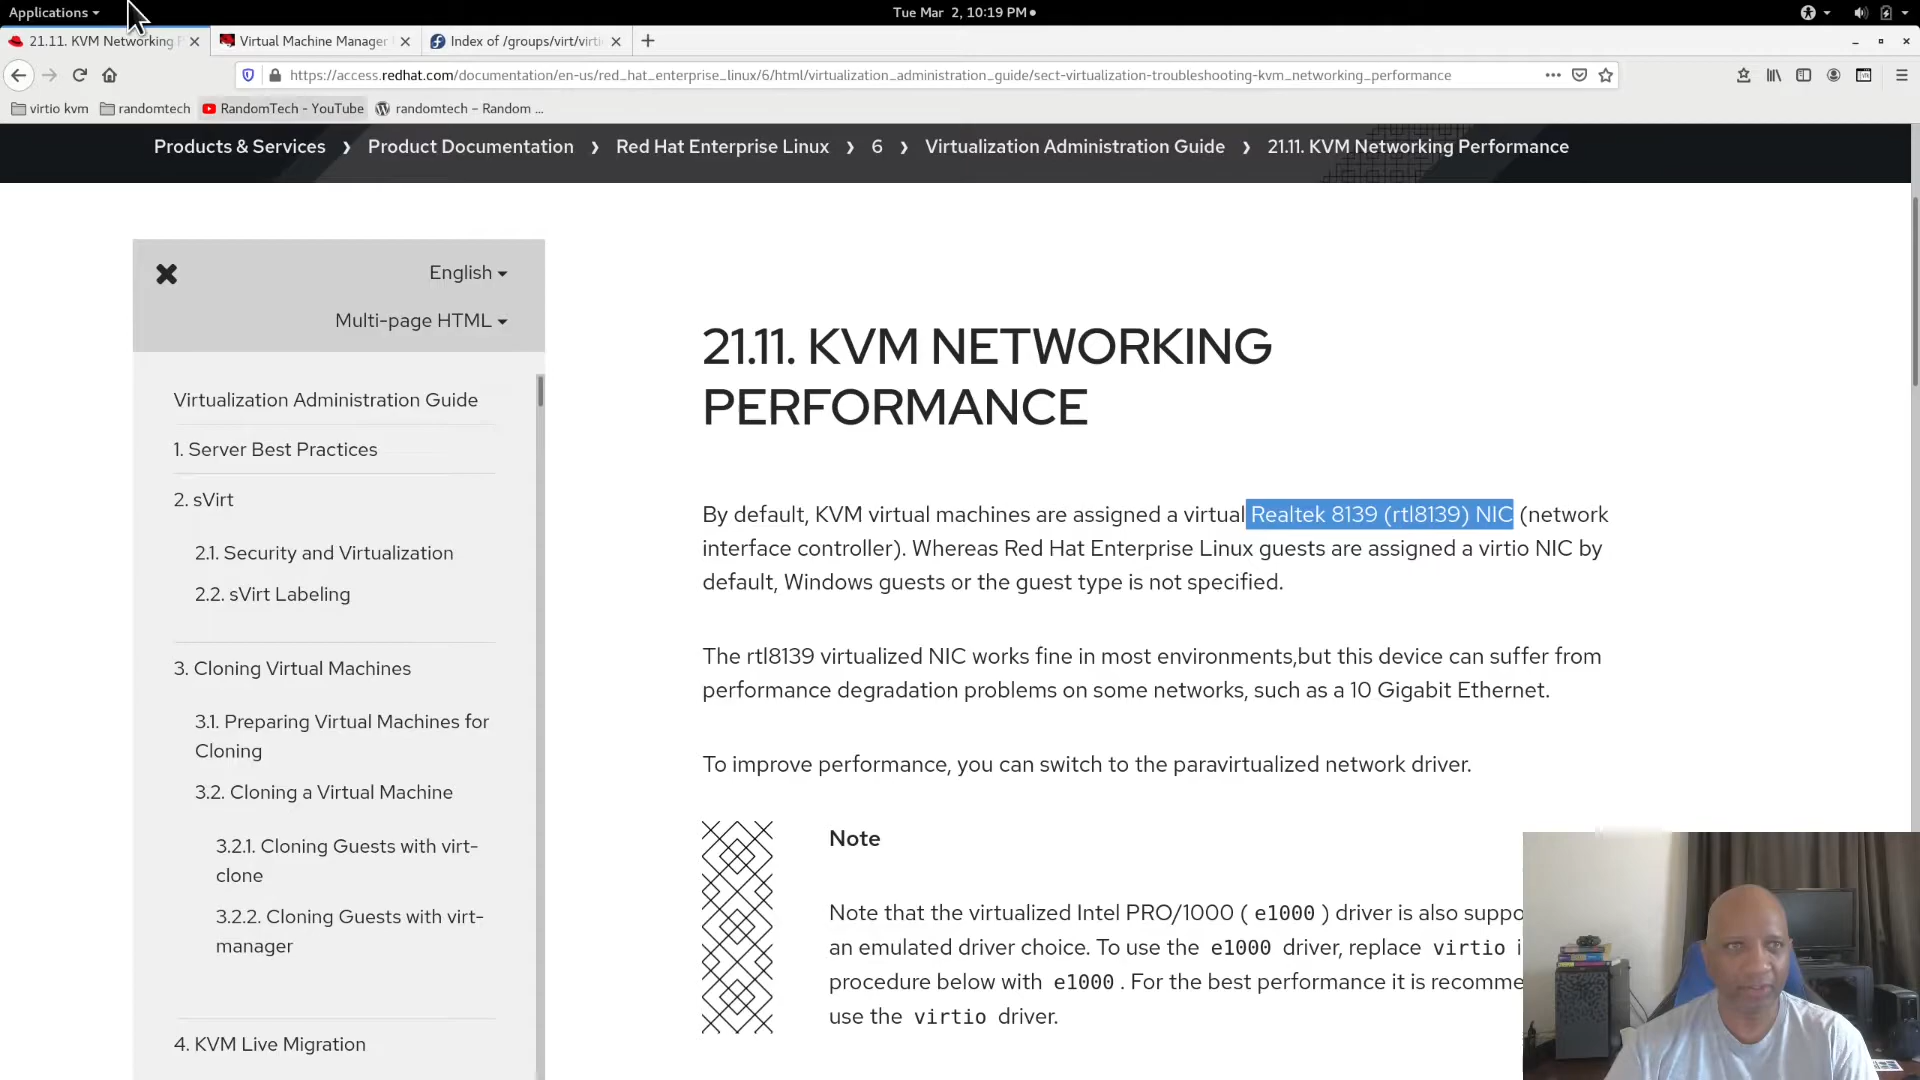 Applications
Tue Mar 2, 10:19 PM
21.11. KVM Networking P
Virtual Machine Manager
Index of /groups/virt/virti
https://access.redhat.com/documentation/en-us/red_hat_enterprise_linux/6/html/virtualization_administration_guide/sect-virtualization-troubleshooting-kvm_networking_performance
virtio kvm
randomtech
RandomTech - YouTube
randomtech – Random ...
Products & Services
Product Documentation
Red Hat Enterprise Linux
6
Virtualization Administration Guide
21.11. KVM Networking Performance
English
Multi-page HTML
Virtualization Administration Guide
1. Server Best Practices
2. sVirt
2.1. Security and Virtualization
2.2. sVirt Labeling
3. Cloning Virtual Machines
3.1. Preparing Virtual Machines for
Cloning
3.2. Cloning a Virtual Machine
3.2.1. Cloning Guests with virt-
clone
3.2.2. Cloning Guests with virt-
manager
4. KVM Live Migration
21.11. KVM NETWORKING
PERFORMANCE
By default, KVM virtual machines are assigned a virtual Realtek 8139 (rtl8139) NIC (network
interface controller). Whereas Red Hat Enterprise Linux guests are assigned a virtio NIC by
default, Windows guests or the guest type is not specified.
The rtl8139 virtualized NIC works fine in most environments,but this device can suffer from
performance degradation problems on some networks, such as a 10 Gigabit Ethernet.
To improve performance, you can switch to the paravirtualized network driver.
Note
Note that the virtualized Intel PRO/1000 ( e1000 ) driver is also suppo
an emulated driver choice. To use the e1000 driver, replace virtio i
procedure below with e1000 . For the best performance it is recomme
use the virtio driver.